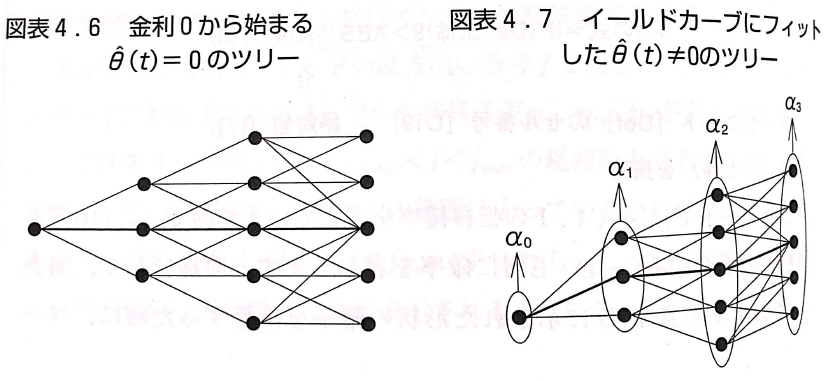 図表4.6 金利0から始まる
θ̂(t)=0のツリー
図表4.7 イールドカーブにフィット
したθ̂(t)≠0のツリー
α₀
α₁
α₂
α₃